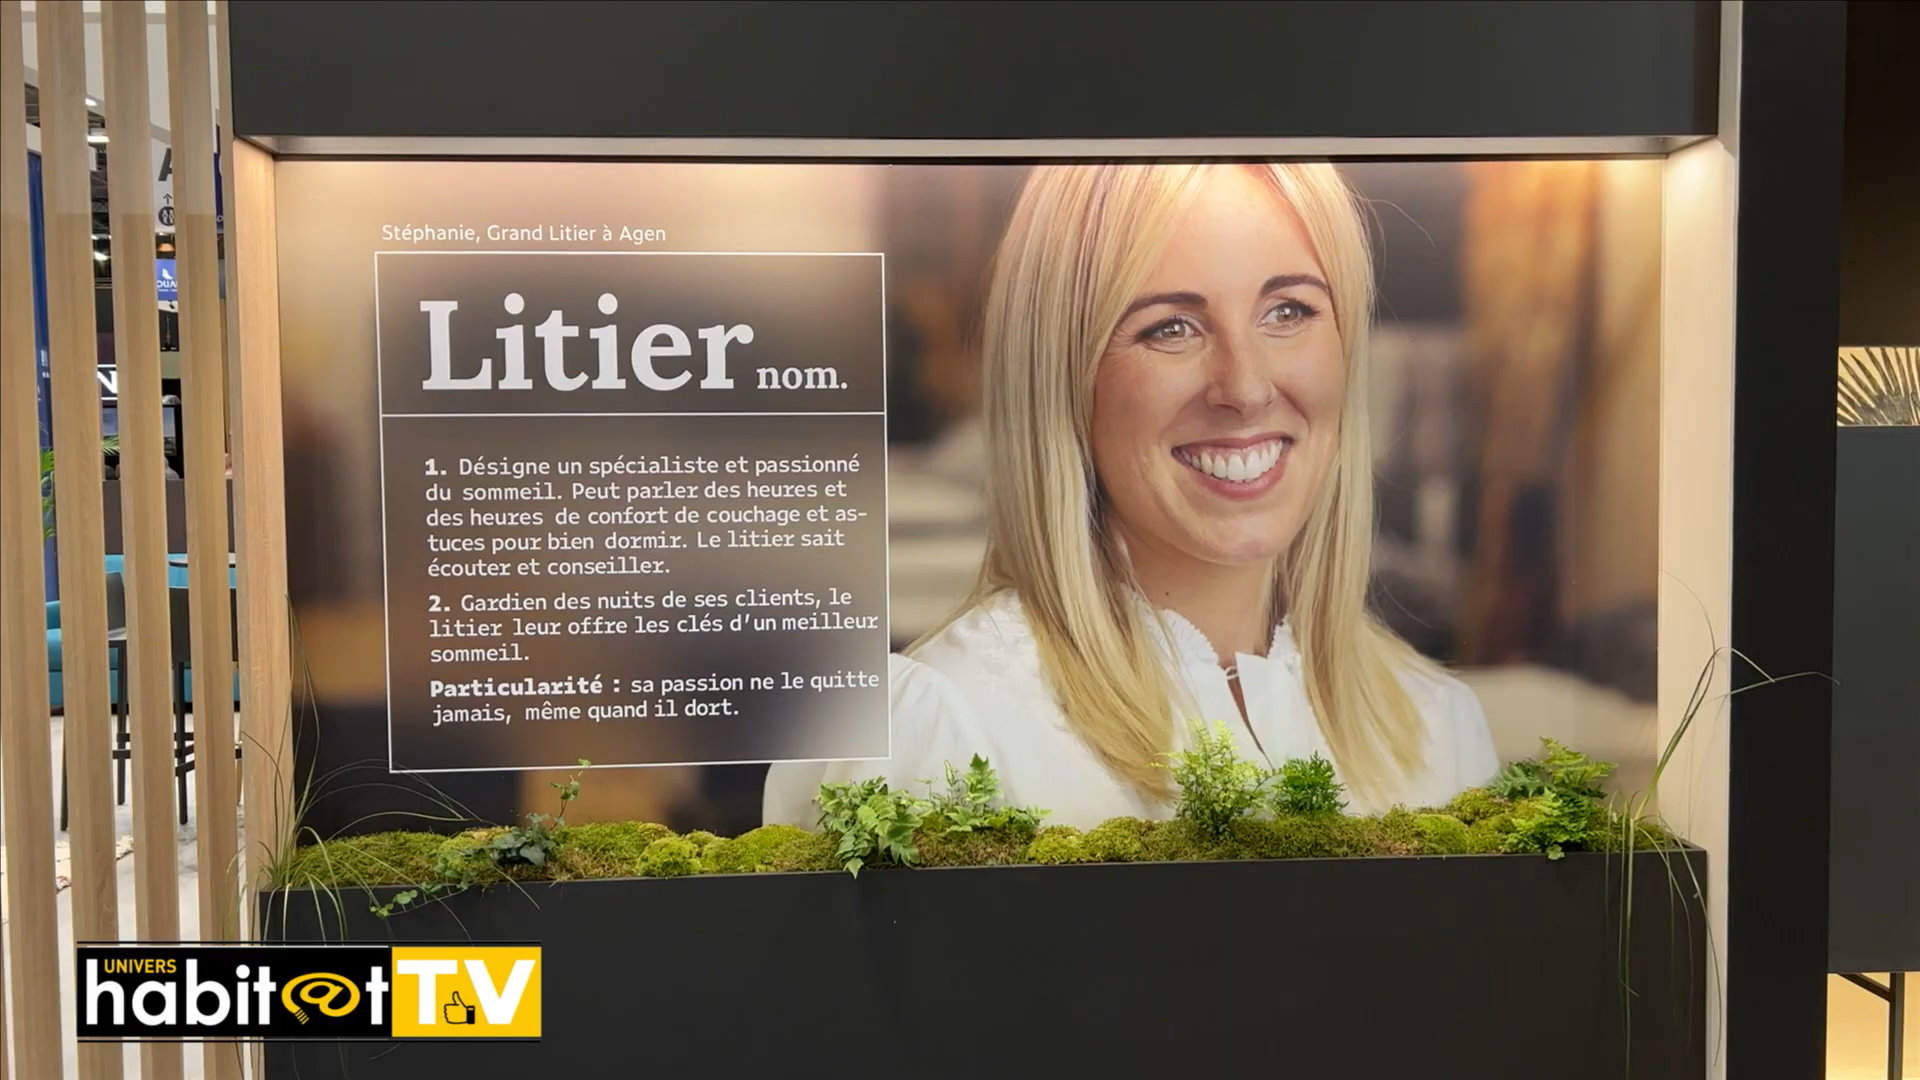 Stéphanie, Grand Litier à Agen
Litier nom.
1. Désigne un spécialiste et passionné
du sommeil. Peut parler des heures et
des heures de confort de couchage et as-
tuces pour bien dormir. Le litier sait
écouter et conseiller.
2. Gardien des nuits de ses clients, le
litier leur offre les clés d'un meilleur
sommeil.
Particularité : sa passion ne le quitte
jamais, même quand il dort.
UNIVERS
habit@t TV